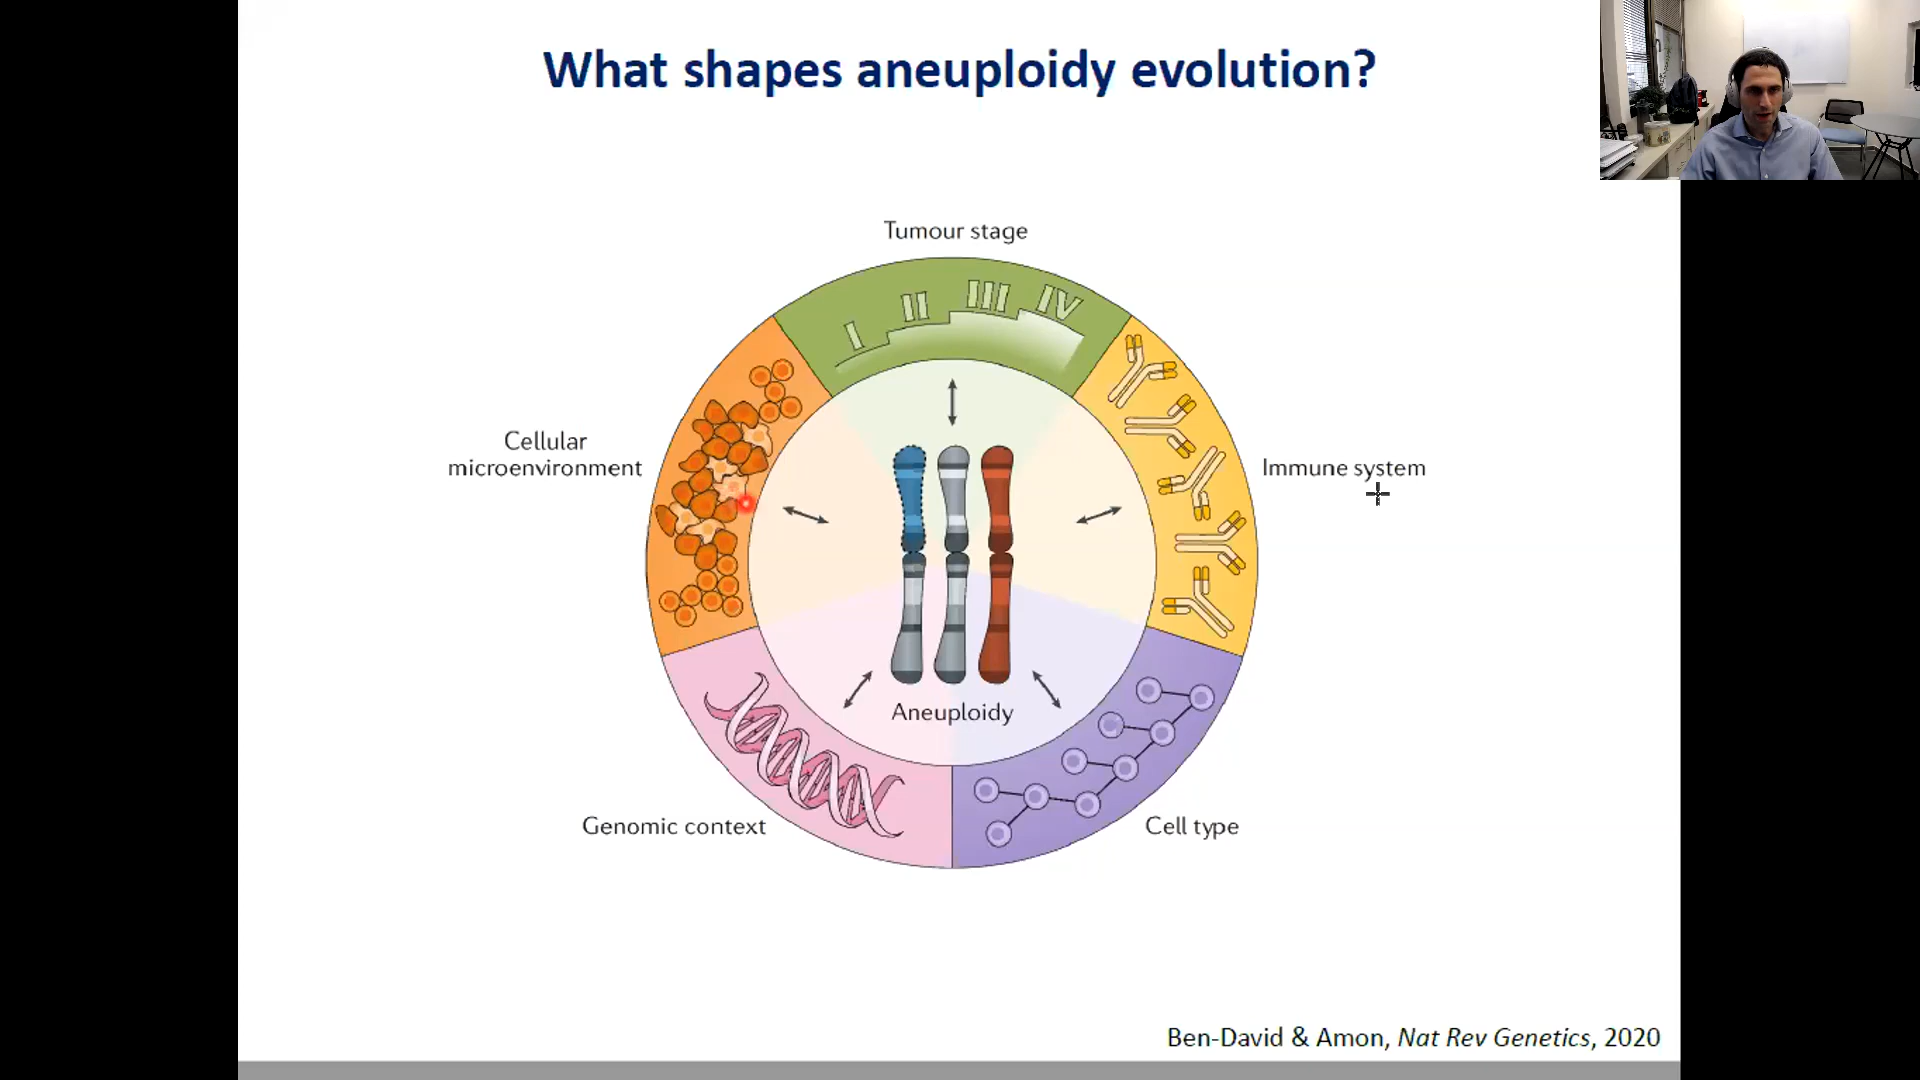 What shapes aneuploidy evolution?
Tumour stage
I II III IV
Cellular
microenvironment
Immune system
Aneuploidy
Genomic context
Cell type
Ben-David & Amon, Nat Rev Genetics, 2020